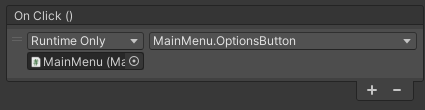 On Click ()
Runtime Only MainMenu.OptionsButton
MainMenu (Ma